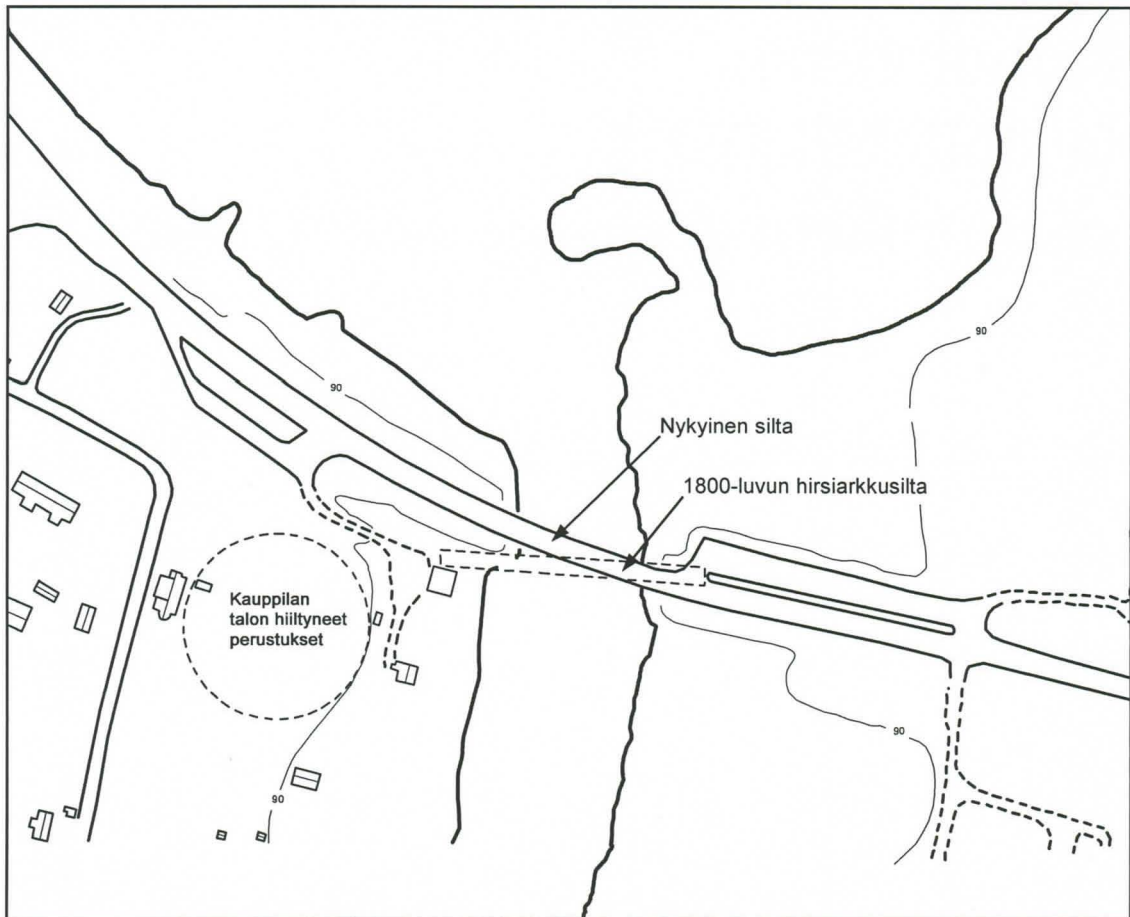 90
90
Nykyinen silta
1800-luvun hirsiarkkusilta
Kauppilan
talon hiiltyneet
perustukset
90
90